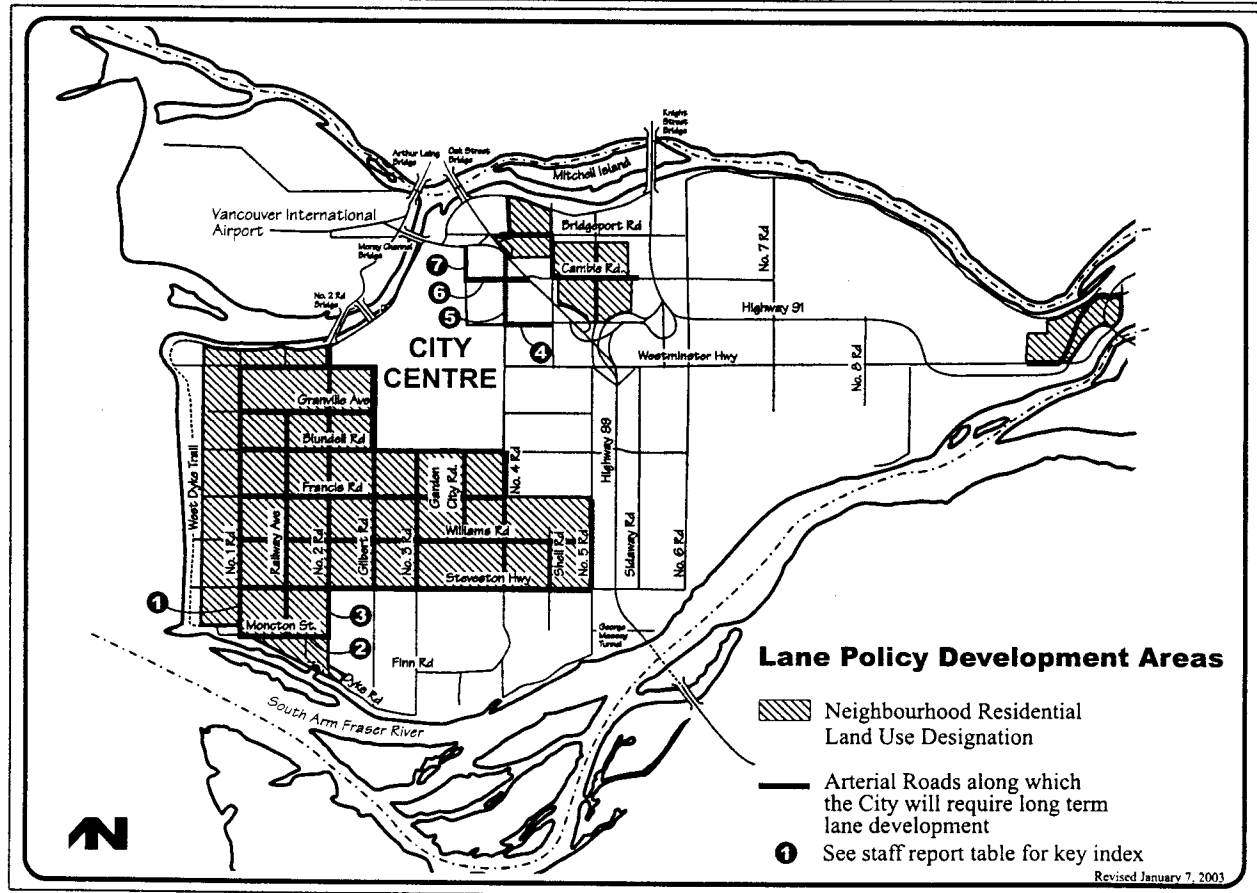 Knight
Street
Bridge
Arthur Laing
Bridge
Oak Street
Bridge
Mitchell Island
Vancouver International
Airport
Bridgeport Rd
Moray Channel
Bridge
No. 7 Rd
Cambie Rd.
7
6
No. 2 Rd
Bridge
5
Highway 91
4
CITY
CENTRE
Westminster Hwy
No. 8 Rd
Granville Ave
Blundell Rd
Highway 99
No. 4 Rd
Garden
City Rd.
West Dyke Trail
Francis Rd
Williams Rd
No. 1 Rd
Railway Ave
No. 2 Rd
Gilbert Rd
No. 3 Rd
Shell Rd
No. 5 Rd
Sidaway Rd
No. 6 Rd
Steveston Hwy
1
3
Moncton St.
2
George
Massey
Tunnel
Finn Rd
Dyke Rd
South Arm Fraser River
Lane Policy Development Areas
Neighbourhood Residential
Land Use Designation
Arterial Roads along which
the City will require long term
lane development
1 See staff report table for key index
N
Revised January 7, 2003